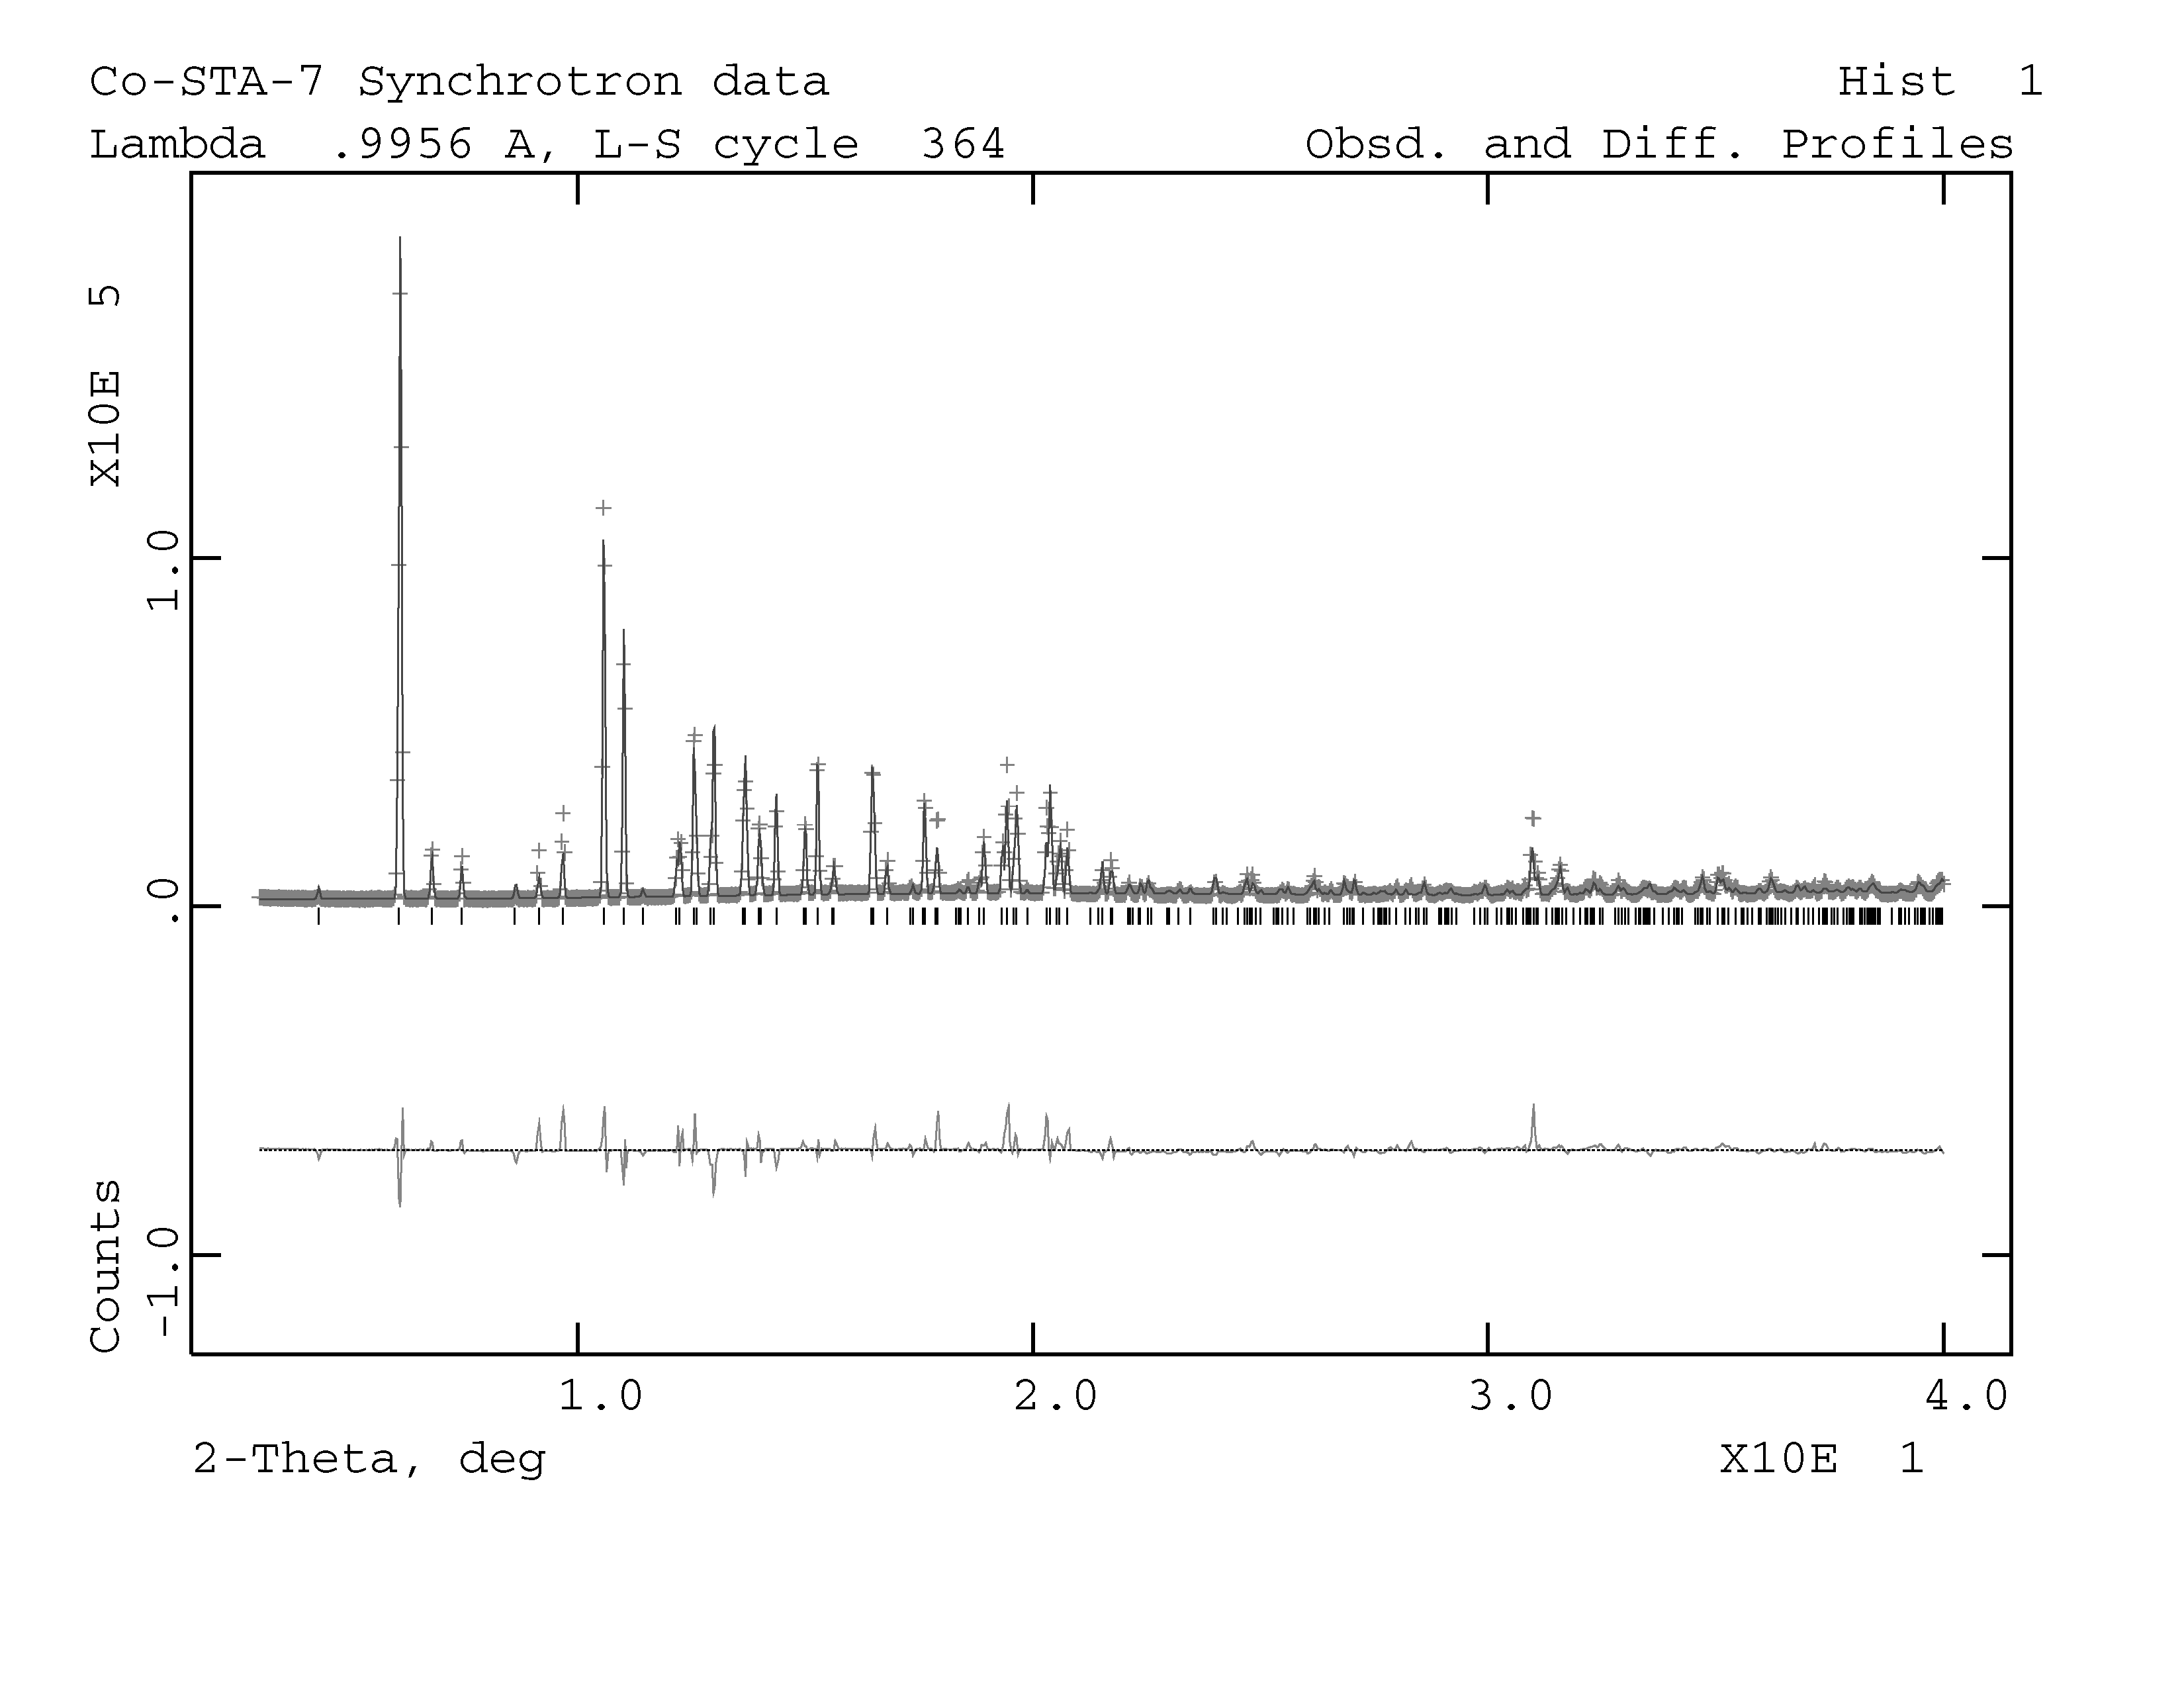 Co-STA-7 Synchrotron data Hist 1
Lambda .9956 A, L-S cycle 364 Obsd. and Diff. Profiles
X10E 5
1.0
.0
-1.0
Counts
1.0 2.0 3.0 4.0
2-Theta, deg X10E 1